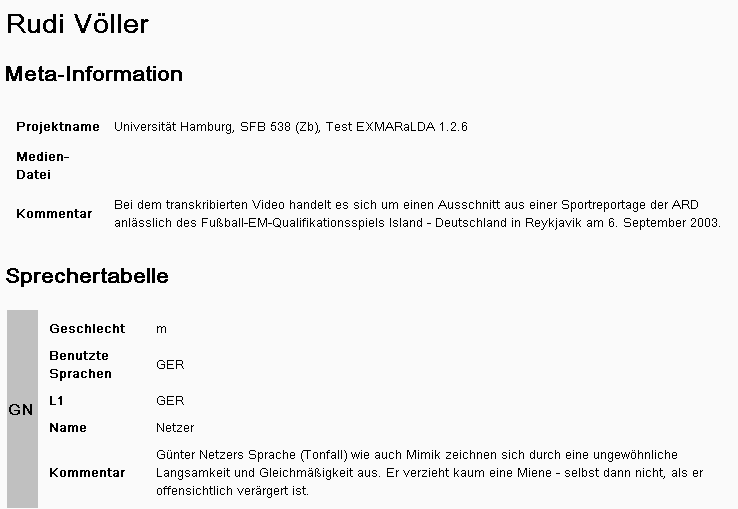 Rudi Völler
Meta-Information
Projektname Universität Hamburg, SFB 538 (Zb), Test EXMARaLDA 1.2.6
Medien-
Datei
Kommentar Bei dem transkribierten Video handelt es sich um einen Ausschnitt aus einer Sportreportage der ARD
anlässlich des Fußball-EM-Qualifikationsspiels Island - Deutschland in Reykjavik am 6. September 2003.
Sprechertabelle
GN
Geschlecht m
Benutzte
Sprachen GER
L1 GER
Name Netzer
Kommentar Günter Netzers Sprache (Tonfall) wie auch Mimik zeichnen sich durch eine ungewöhnliche
Langsamkeit und Gleichmäßigkeit aus. Er verzieht kaum eine Miene - selbst dann nicht, als er
offensichtlich verärgert ist.